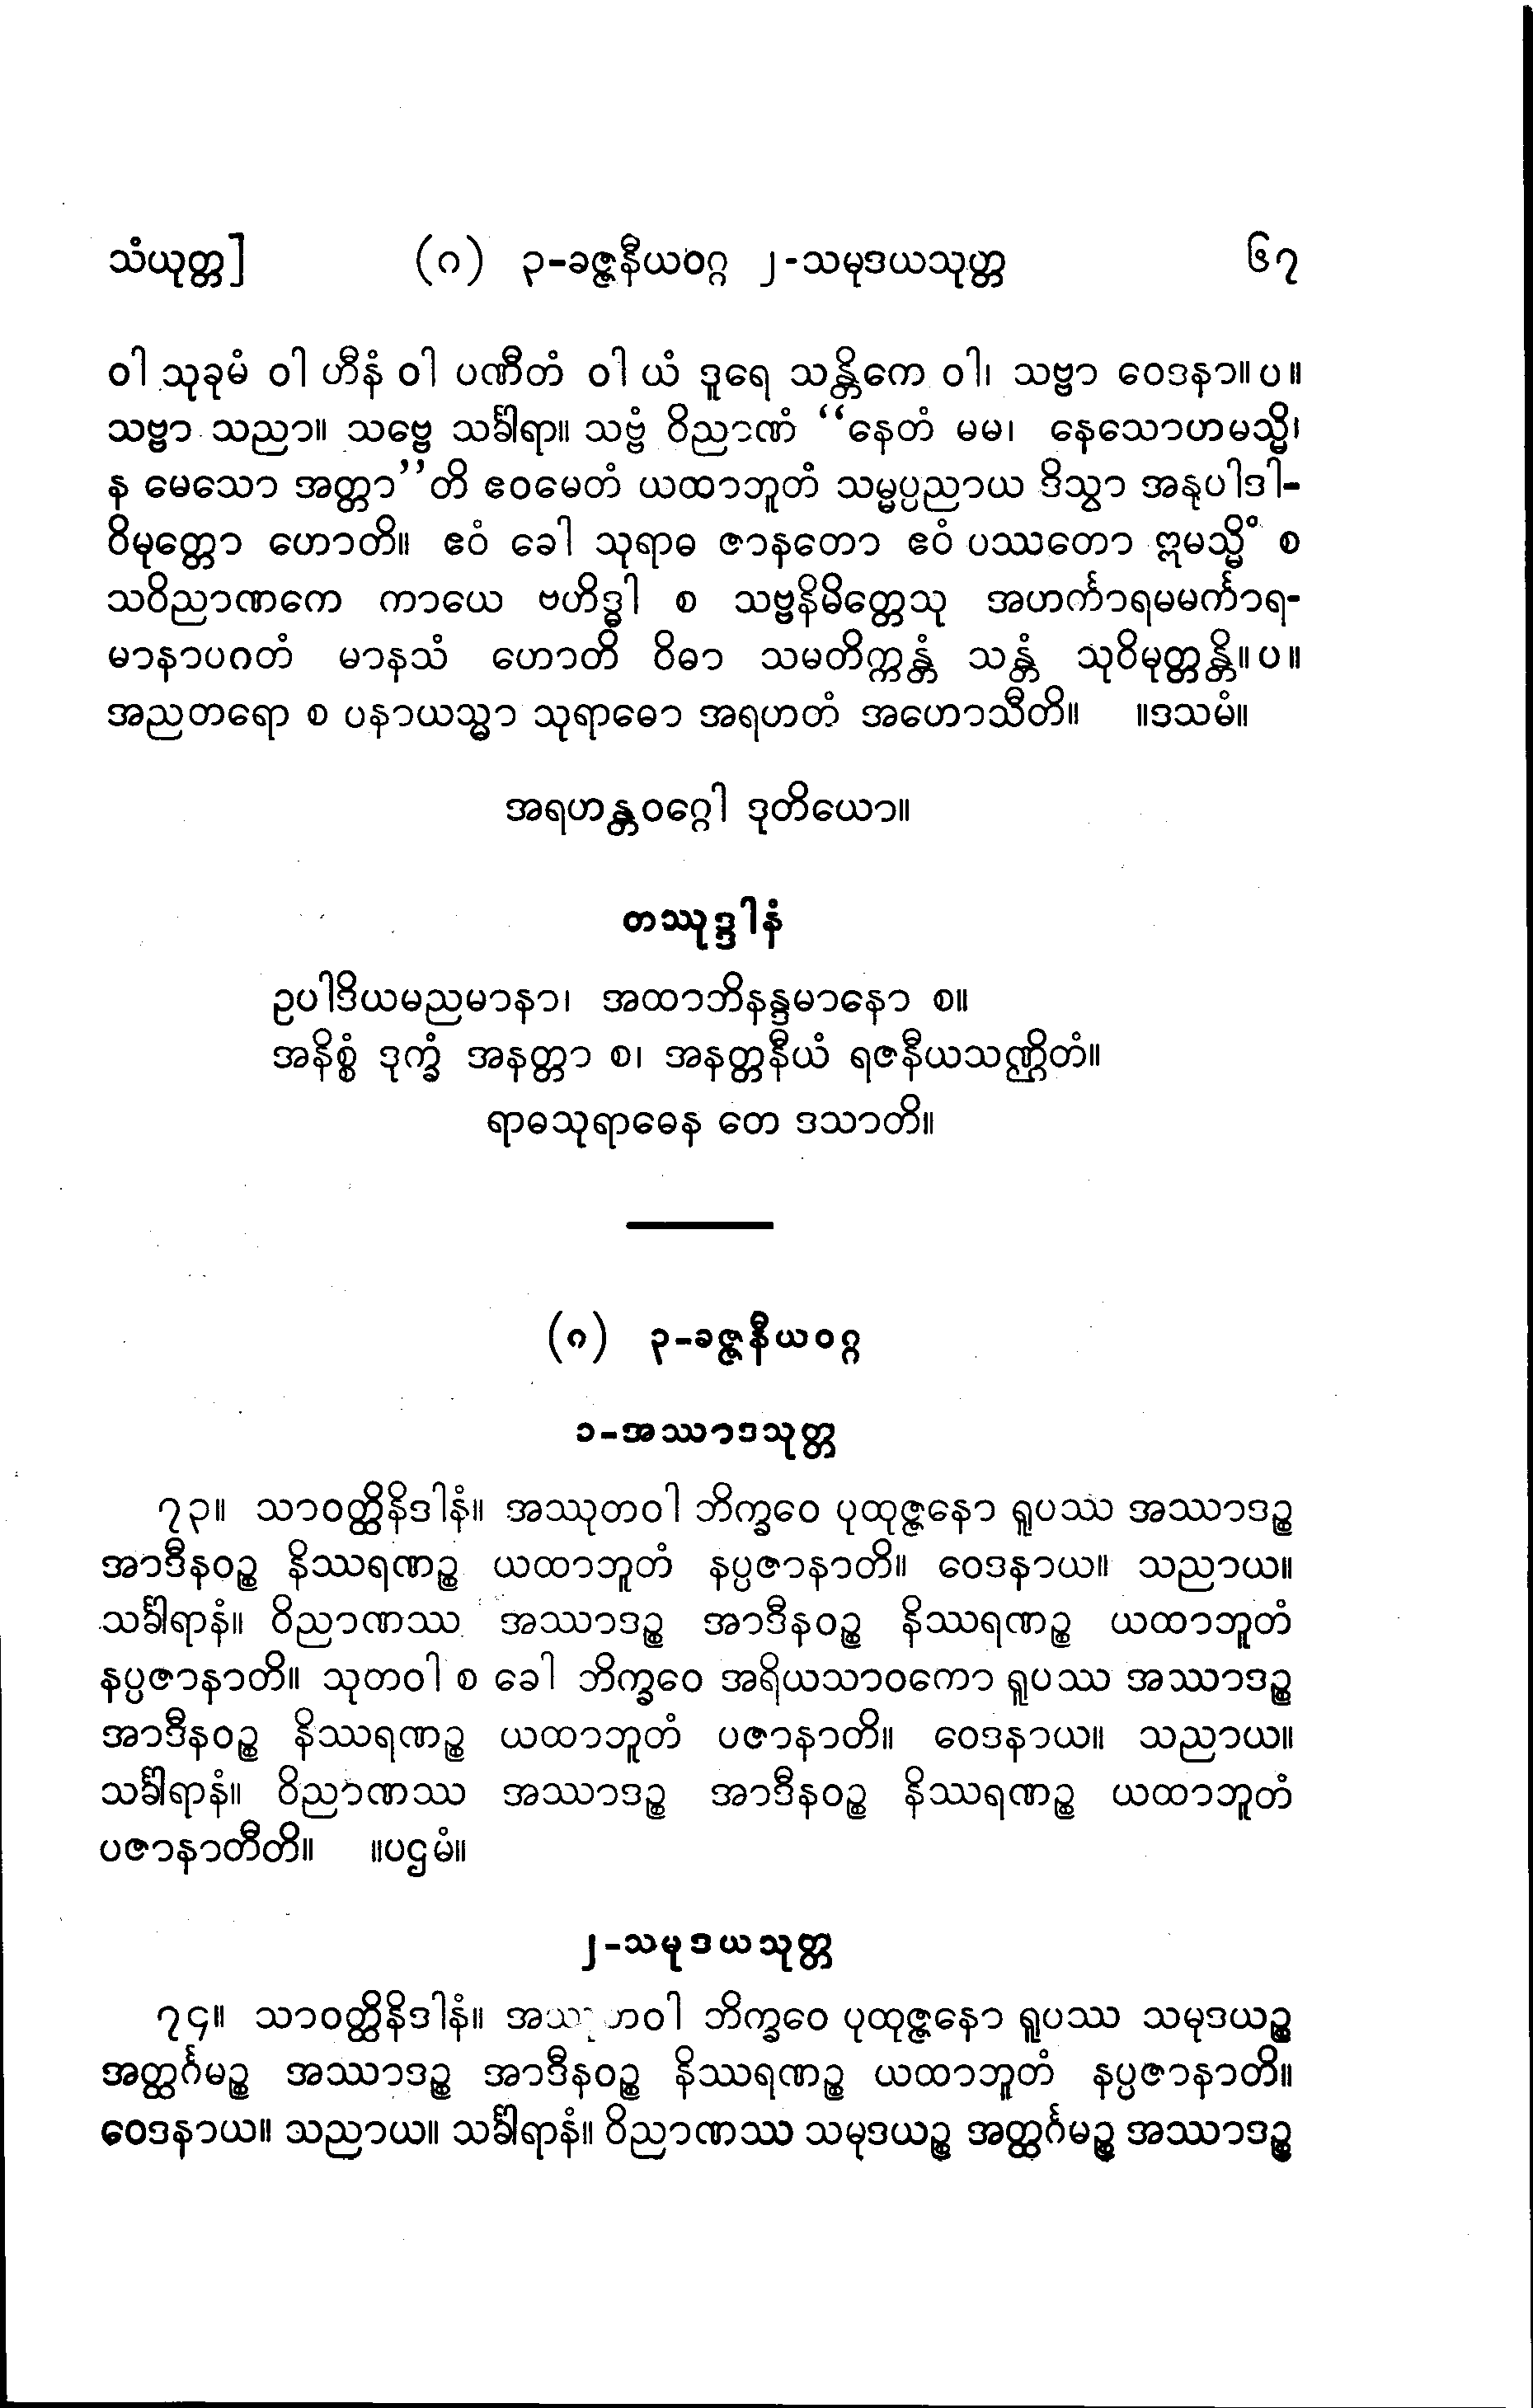 သံယုတ္တ] (ဂ) ၃-ခဇ္ဇနီယဝဂ္ဂ ၂-သမုဒယသုတ္တ ၆၇
ဝါ သုခုမံ ဝါ ဟီနံ ဝါ ပဏီတံ ဝါ ယံ ဒူရေ သန္တိကေ ဝါ၊ သဗ္ဗာ ဝေဒနာ။ပ။
သဗ္ဗာ သညာ။ သဗ္ဗေ သင်္ခါရာ။ သဗ္ဗံ ဝိညာဏံ “နေတံ မမ၊ နေသောဟမသ္မိ၊
န မေသော အတ္တာ”တိ ဧဝမေတံ ယထာဘူတံ သမ္မပ္ပညာယ ဒိသွာ အနုပါဒါ-
ဝိမုတ္တော ဟောတိ။ ဧဝံ ခေါ သုရာဓ ဇာနတော ဧဝံ ပဿတော ဣမသ္မိံ စ
သဝိညာဏကေ ကာယေ ဗဟိဒ္ဓါ စ သဗ္ဗနိမိတ္တေသု အဟင်္ကာရမမင်္ကာရ-
မာနာပဂတံ မာနသံ ဟောတိ ဝိဓာ သမတိက္ကန္တံ သန္တံ သုဝိမုတ္တန္တိ။ပ။
အညတရော စ ပနာယသ္မာ သုရာဓော အရဟတံ အဟောသီတိ။ ။ဒသမံ။
အရဟန္တဝဂ္ဂေါ ဒုတိယော။
တဿုဒ္ဒါနံ
ဥပါဒိယမညမာနာ၊ အထာဘိနန္ဒမာနော စ။
အနိစ္စံ ဒုက္ခံ အနတ္တာ စ၊ အနတ္တနီယံ ရဇနီယသဏ္ဌိတံ။
ရာဓသုရာဓေန တေ ဒသာတိ။
(ဂ) ၃-ခဇ္ဇနီယဝဂ္ဂ
၁-အဿာဒသုတ္တ
၇၃။ သာဝတ္ထိနိဒါနံ။ အဿုတဝါ ဘိက္ခဝေ ပုထုဇ္ဇနော ရူပဿ အဿာဒဉ္စ
အာဒီနဝဉ္စ နိဿရဏဉ္စ ယထာဘူတံ နပ္ပဇာနာတိ။ ဝေဒနာယ။ သညာယ။
သင်္ခါရာနံ။ ဝိညာဏဿ အဿာဒဉ္စ အာဒီနဝဉ္စ နိဿရဏဉ္စ ယထာဘူတံ
နပ္ပဇာနာတိ။ သုတဝါ စ ခေါ ဘိက္ခဝေ အရိယသာဝကော ရူပဿ အဿာဒဉ္စ
အာဒီနဝဉ္စ နိဿရဏဉ္စ ယထာဘူတံ ပဇာနာတိ။ ဝေဒနာယ။ သညာယ။
သင်္ခါရာနံ။ ဝိညာဏဿ အဿာဒဉ္စ အာဒီနဝဉ္စ နိဿရဏဉ္စ ယထာဘူတံ
ပဇာနာတီတိ။ ။ပဌမံ။
၂-သမုဒယသုတ္တ
၇၄။ သာဝတ္ထိနိဒါနံ။ ဘိက္ခဝေ ပုထုဇ္ဇနော ရူပဿ သမုဒယဉ္စ
အတ္ထင်္ဂမဉ္စ အဿာဒဉ္စ အာဒီနဝဉ္စ နိဿရဏဉ္စ ယထာဘူတံ နပ္ပဇာနာတိ။
ဝေဒနာယ။ သညာယ။ သင်္ခါရာနံ။ ဝိညာဏဿ သမုဒယဉ္စ အတ္ထင်္ဂမဉ္စ အဿာဒဉ္စ